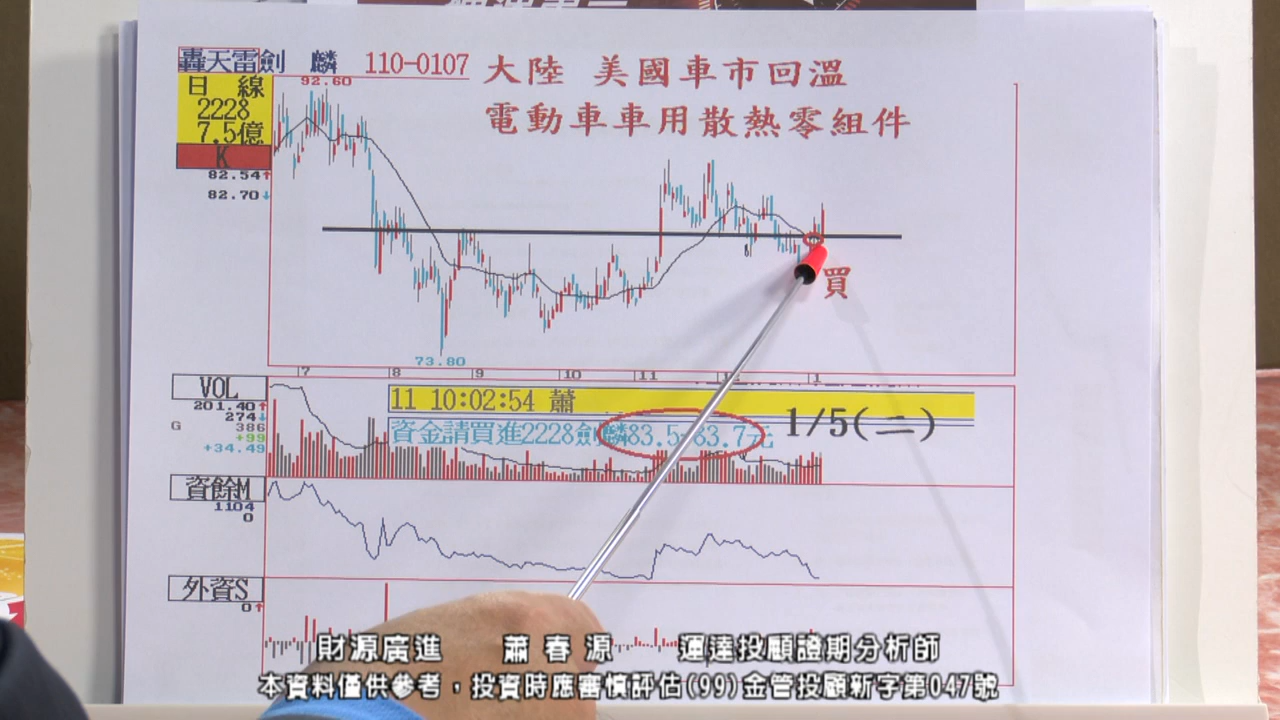 轟天雷劍 麟 110-0107
大陸 美國車市回溫
電動車車用散熱零組件
日 線
2228
7.5億
K
82.54↑
82.70↓
92.60
買
73.80
7 8 9 10 11 1
VOL
201.40↑
274↓
G 386
+99
+34.49
11 10:02:54 蕭
資金請買進2228劍麟83.5 83.7元
1/5(二)
資餘M
1104
0
外資S
0↑
財源廣進 蕭春源 運達投顧證期分析師
本資料僅供參考，投資時應審慎評估(99)金管投顧新字第047號